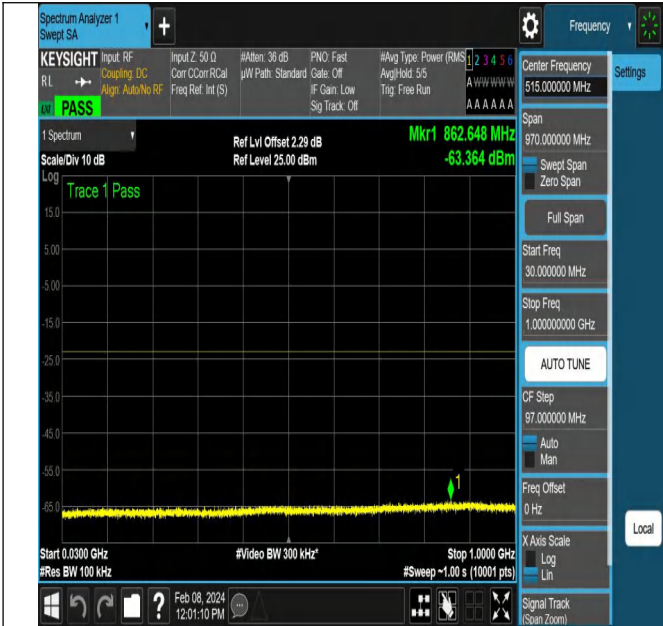 Spectrum Analyzer 1
Swept SA
+
Frequency
KEYSIGHT
RL
PASS
Input: RF
Coupling: DC
Align: Auto/No RF
Input Z: 50 Ω
Corr CCorr RCal
Freq Ref: Int (S)
#Atten: 36 dB
µW Path: Standard
PNO: Fast
Gate: Off
IF Gain: Low
Sig Track: Off
#Avg Type: Power (RMS
Avg|Hold: 5/5
Trig: Free Run
1 2 3 4 5 6
A W W W W W
A A A A A A
Center Frequency
515.000000 MHz
Settings
Span
970.000000 MHz
Swept Span
Zero Span
Full Span
Start Freq
30.000000 MHz
Stop Freq
1.000000000 GHz
AUTO TUNE
CF Step
97.000000 MHz
Auto
Man
Freq Offset
0 Hz
X Axis Scale
Log
Lin
Signal Track
(Span Zoom)
Local
1 Spectrum
Scale/Div 10 dB
Ref Lvl Offset 2.29 dB
Ref Level 25.00 dBm
Mkr1 862.648 MHz
-63.364 dBm
Log
Trace 1 Pass
15.0
5.00
-5.00
-15.0
-25.0
-35.0
-45.0
-55.0
-65.0
1
Start 0.0300 GHz
#Res BW 100 kHz
#Video BW 300 kHz*
Stop 1.0000 GHz
#Sweep ~1.00 s (10001 pts)
?
Feb 08, 2024
12:01:10 PM